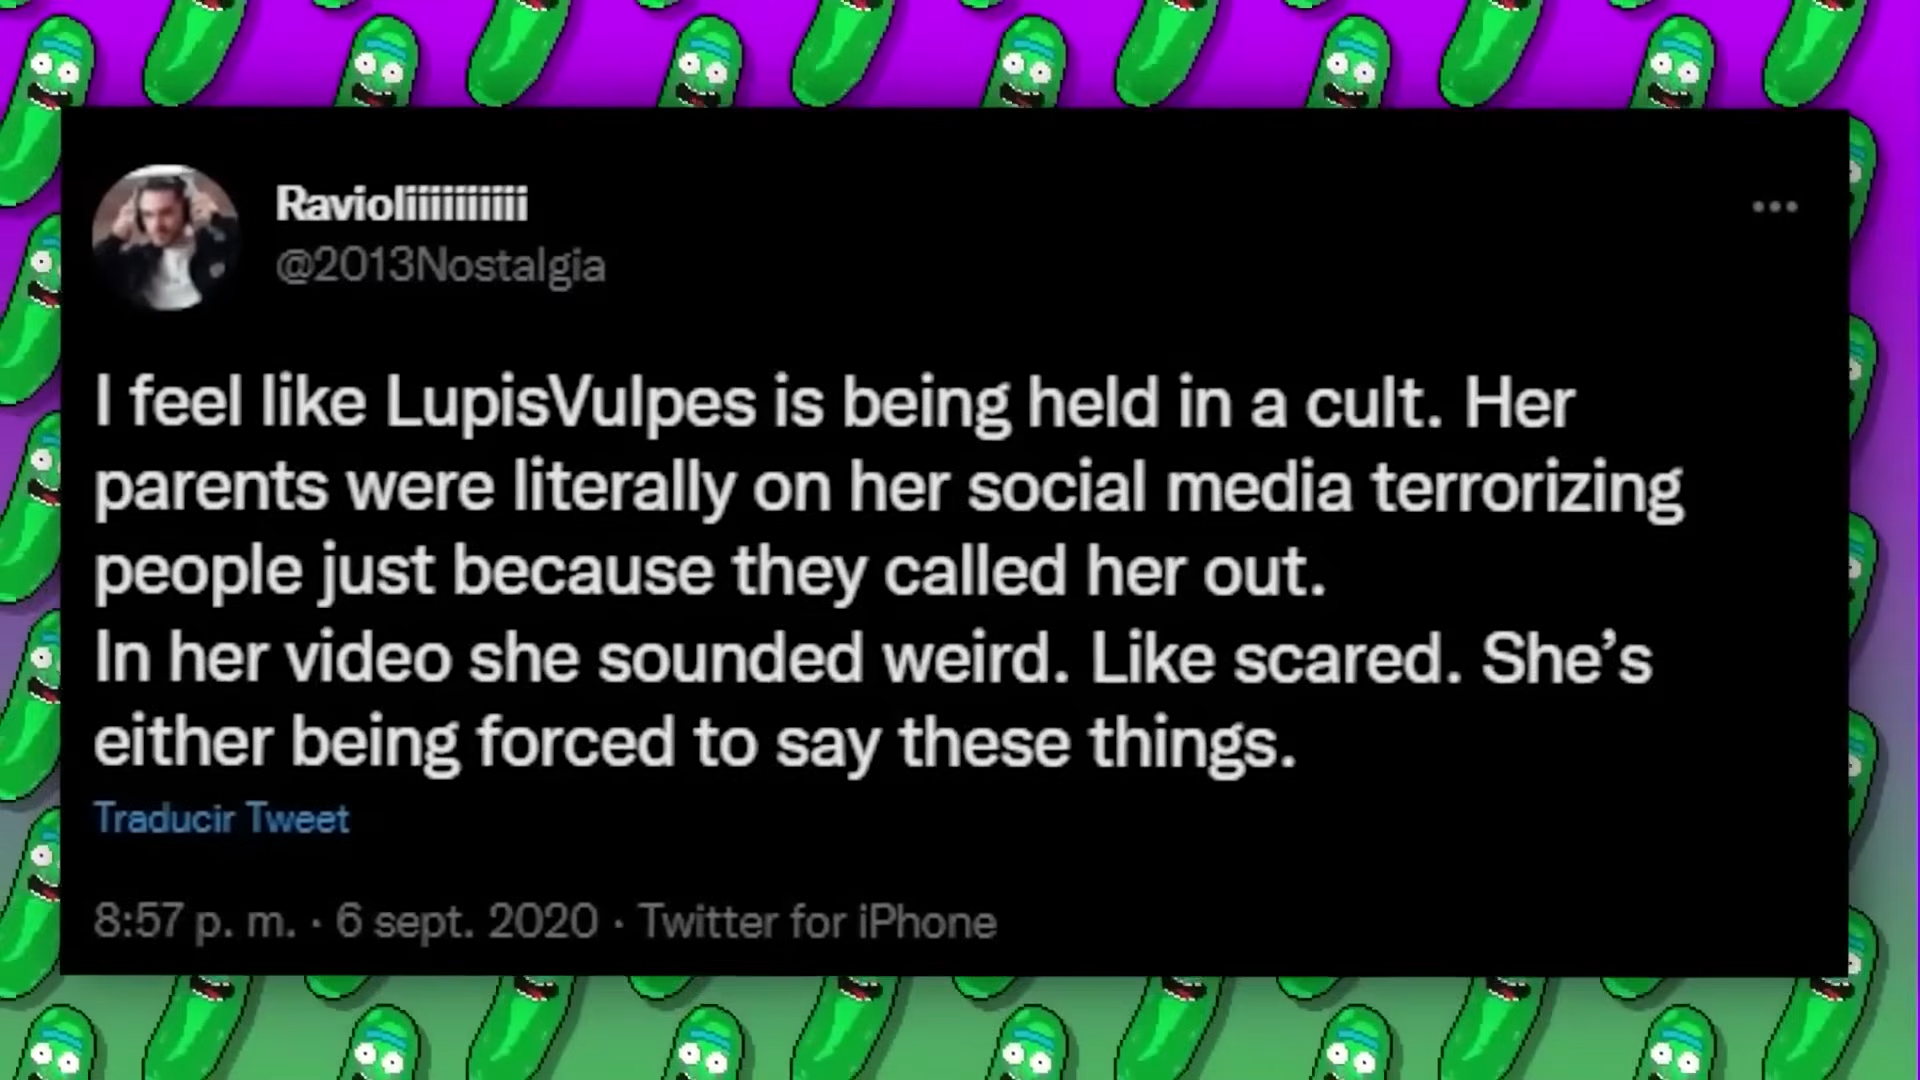 Ravioliiiiiiiiiii
@2013Nostalgia
I feel like LupisVulpes is being held in a cult. Her
parents were literally on her social media terrorizing
people just because they called her out.
In her video she sounded weird. Like scared. She’s
either being forced to say these things.
Traducir Tweet
8:57 p. m. · 6 sept. 2020 · Twitter for iPhone